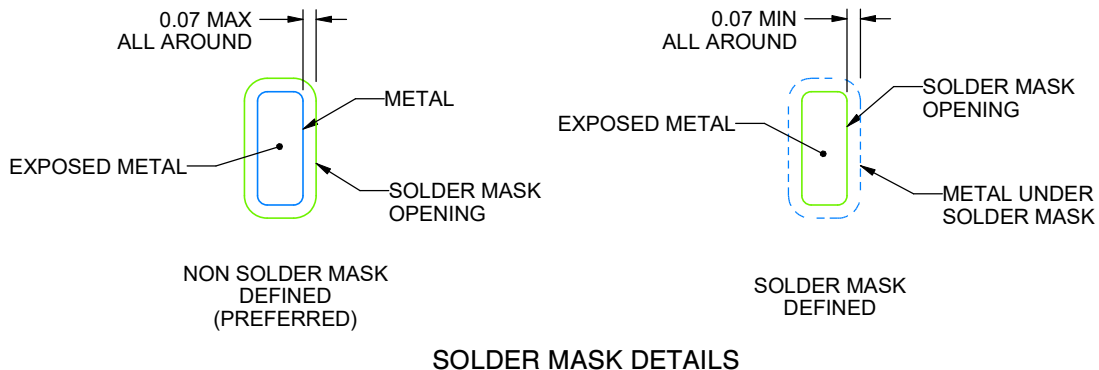 0.07 MAX
ALL AROUND
METAL
EXPOSED METAL
SOLDER MASK
OPENING
NON SOLDER MASK
DEFINED
(PREFERRED)
0.07 MIN
ALL AROUND
SOLDER MASK
OPENING
EXPOSED METAL
METAL UNDER
SOLDER MASK
SOLDER MASK
DEFINED
SOLDER MASK DETAILS